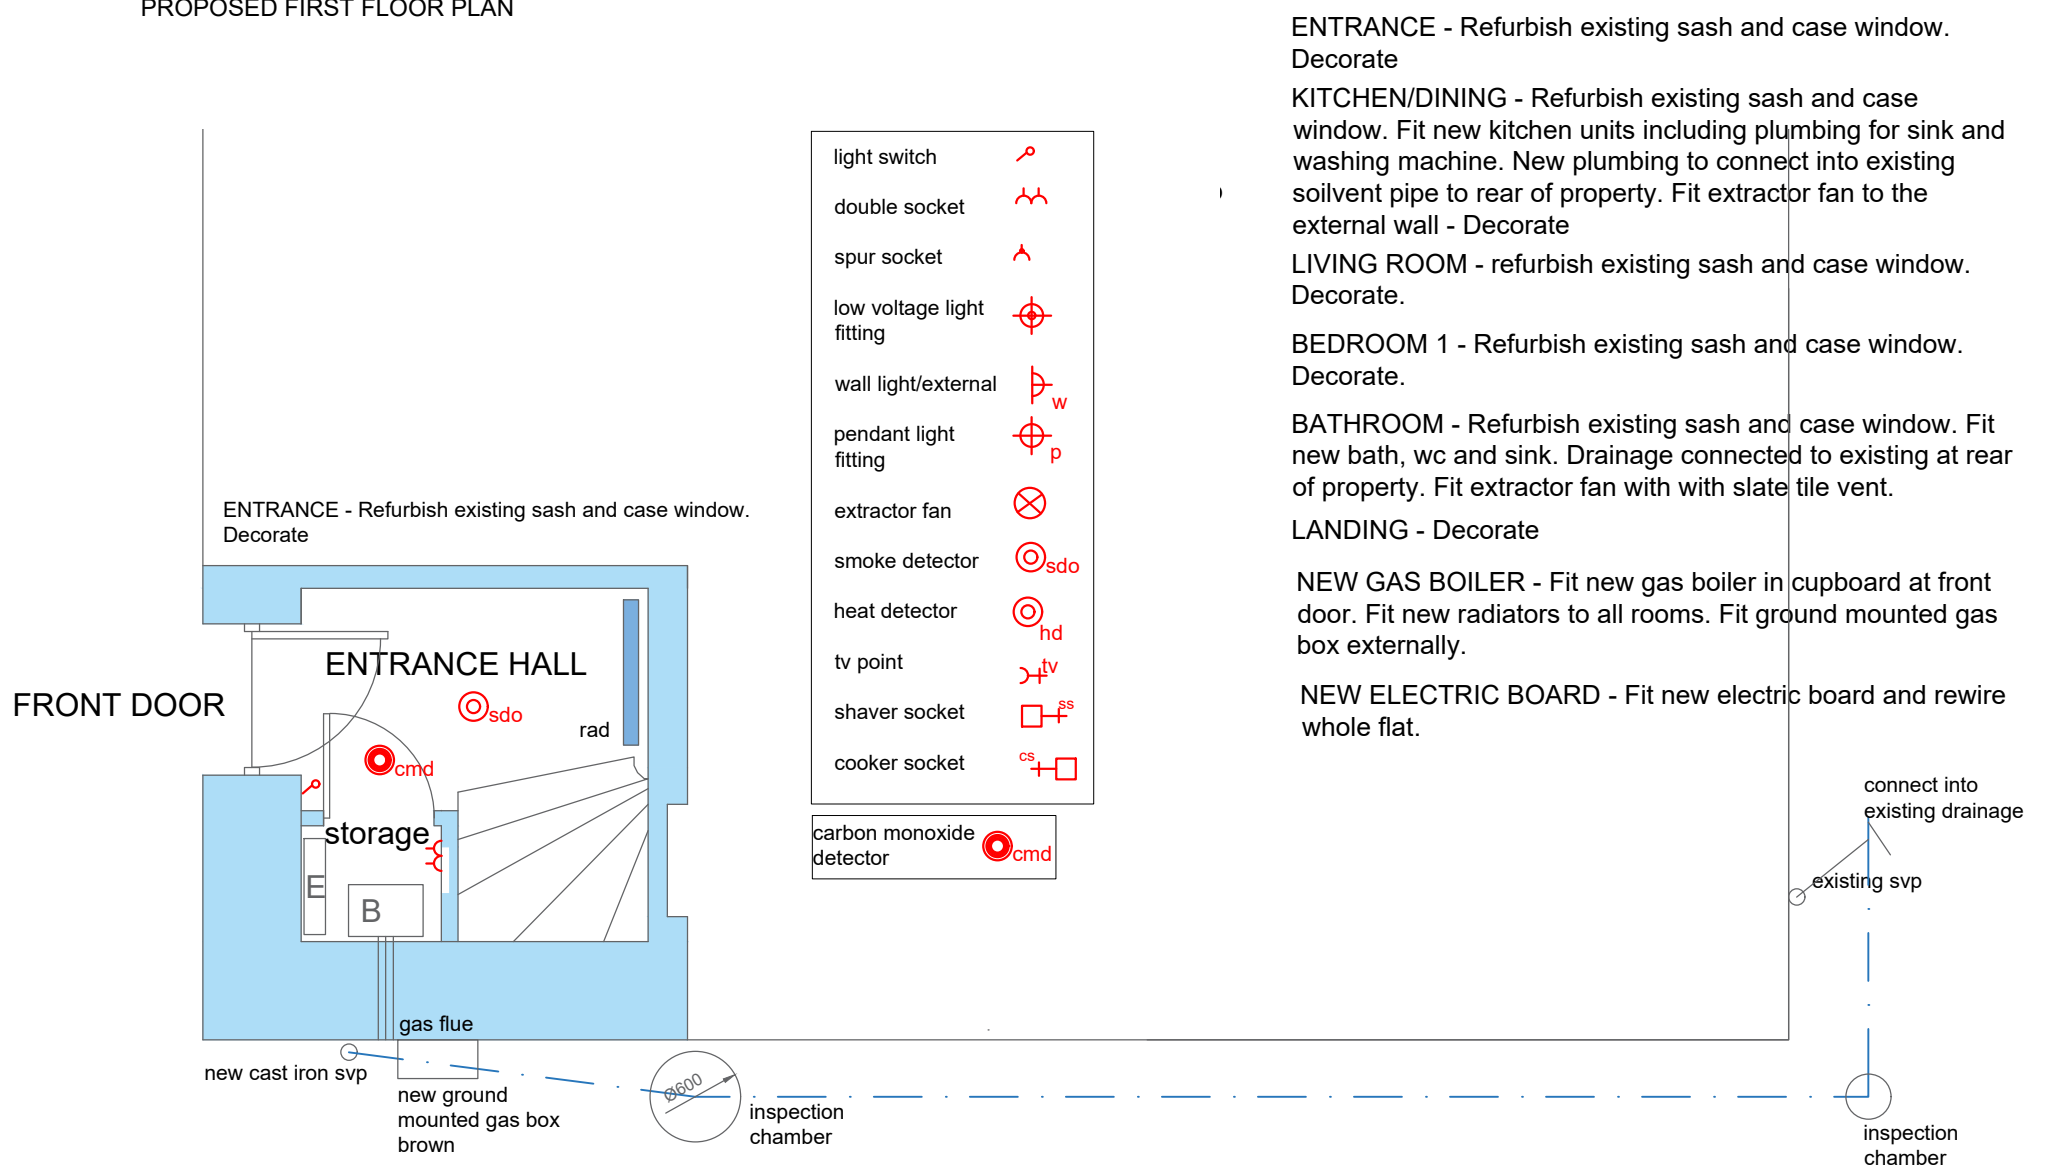 PROPOSED FIRST FLOOR PLAN
ENTRANCE - Refurbish existing sash and case window.
Decorate
KITCHEN/DINING - Refurbish existing sash and case
window. Fit new kitchen units including plumbing for sink and
washing machine. New plumbing to connect into existing
soilvent pipe to rear of property. Fit extractor fan to the
external wall - Decorate
LIVING ROOM - refurbish existing sash and case window.
Decorate.
BEDROOM 1 - Refurbish existing sash and case window.
Decorate.
BATHROOM - Refurbish existing sash and case window. Fit
new bath, wc and sink. Drainage connected to existing at rear
of property. Fit extractor fan with with slate tile vent.
LANDING - Decorate
NEW GAS BOILER - Fit new gas boiler in cupboard at front
door. Fit new radiators to all rooms. Fit ground mounted gas
box externally.
NEW ELECTRIC BOARD - Fit new electric board and rewire
whole flat.
light switch
double socket
spur socket
low voltage light
fitting
wall light/external
w
pendant light
fitting
p
extractor fan
smoke detector
sdo
heat detector
hd
tv point
tv
shaver socket
ss
cooker socket
cs
carbon monoxide
detector
cmd
ENTRANCE - Refurbish existing sash and case window.
Decorate
ENTRANCE HALL
FRONT DOOR
sdo
rad
cmd
storage
E
B
gas flue
new cast iron svp
new ground
mounted gas box
brown
Ø600
inspection
chamber
connect into
existing drainage
existing svp
inspection
chamber